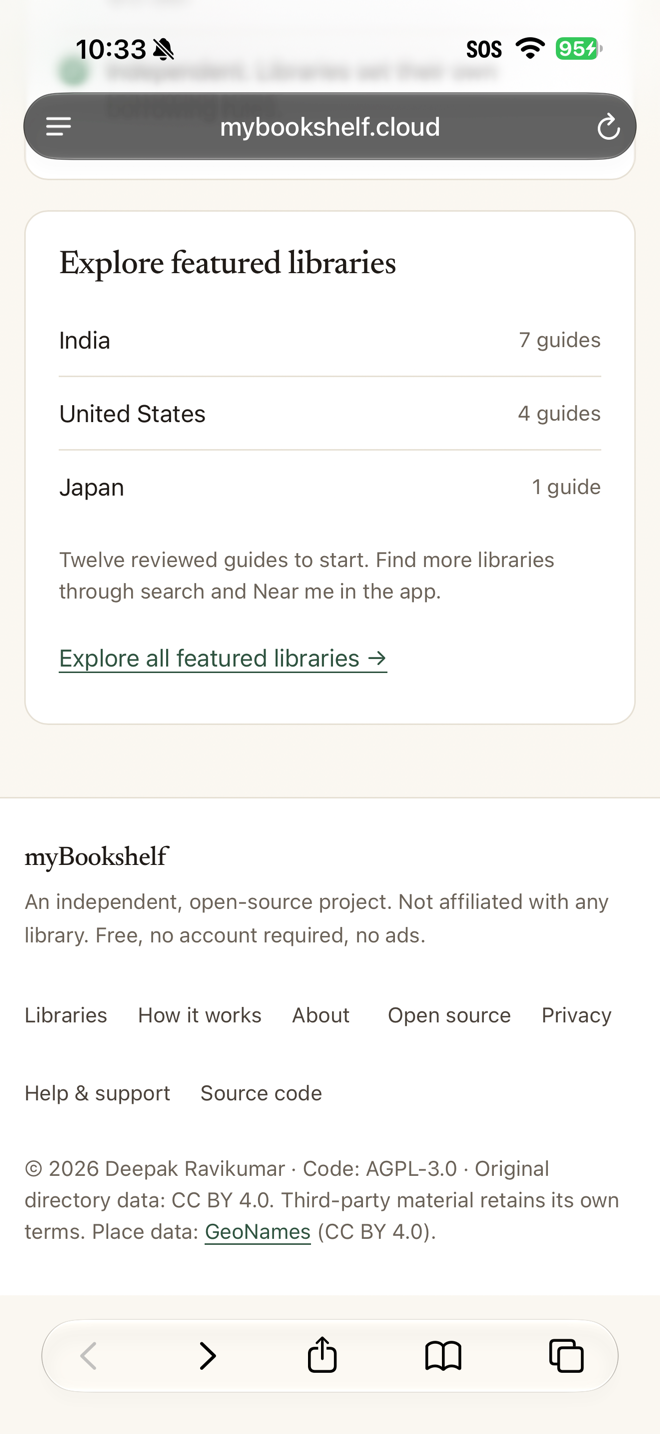 10:33
SOS
95
Independent. Libraries set their own
mybookshelf.cloud
Explore featured libraries
India 7 guides
United States 4 guides
Japan 1 guide
Twelve reviewed guides to start. Find more libraries
through search and Near me in the app.
Explore all featured libraries →
myBookshelf
An independent, open-source project. Not affiliated with any
library. Free, no account required, no ads.
Libraries How it works About Open source Privacy
Help & support Source code
© 2026 Deepak Ravikumar · Code: AGPL-3.0 · Original
directory data: CC BY 4.0. Third-party material retains its own
terms. Place data: GeoNames (CC BY 4.0).